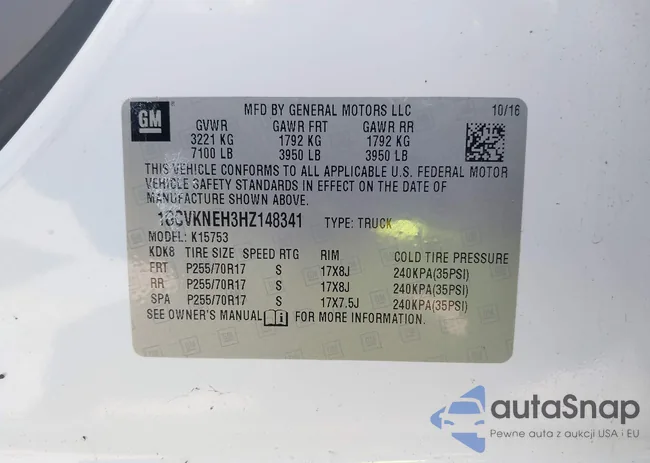 GM
MFD BY GENERAL MOTORS LLC 10/16
GVWR GAWR FRT GAWR RR
3221 KG 1792 KG 1792 KG
7100 LB 3950 LB 3950 LB
THIS VEHICLE CONFORMS TO ALL APPLICABLE U.S. FEDERAL MOTOR
VEHICLE SAFETY STANDARDS IN EFFECT ON THE DATE OF
MANUFACTURE SHOWN ABOVE.
1GCVKNEH3HZ148341 TYPE: TRUCK
MODEL: K15753
KDK8 TIRE SIZE SPEED RTG RIM COLD TIRE PRESSURE
FRT P255/70R17 S 17X8J 240KPA(35PSI)
RR P255/70R17 S 17X8J 240KPA(35PSI)
SPA P255/70R17 S 17X7.5J 240KPA(35PSI)
SEE OWNER'S MANUAL FOR MORE INFORMATION.
autaSnap
Pewne auta z aukcji USA i EU